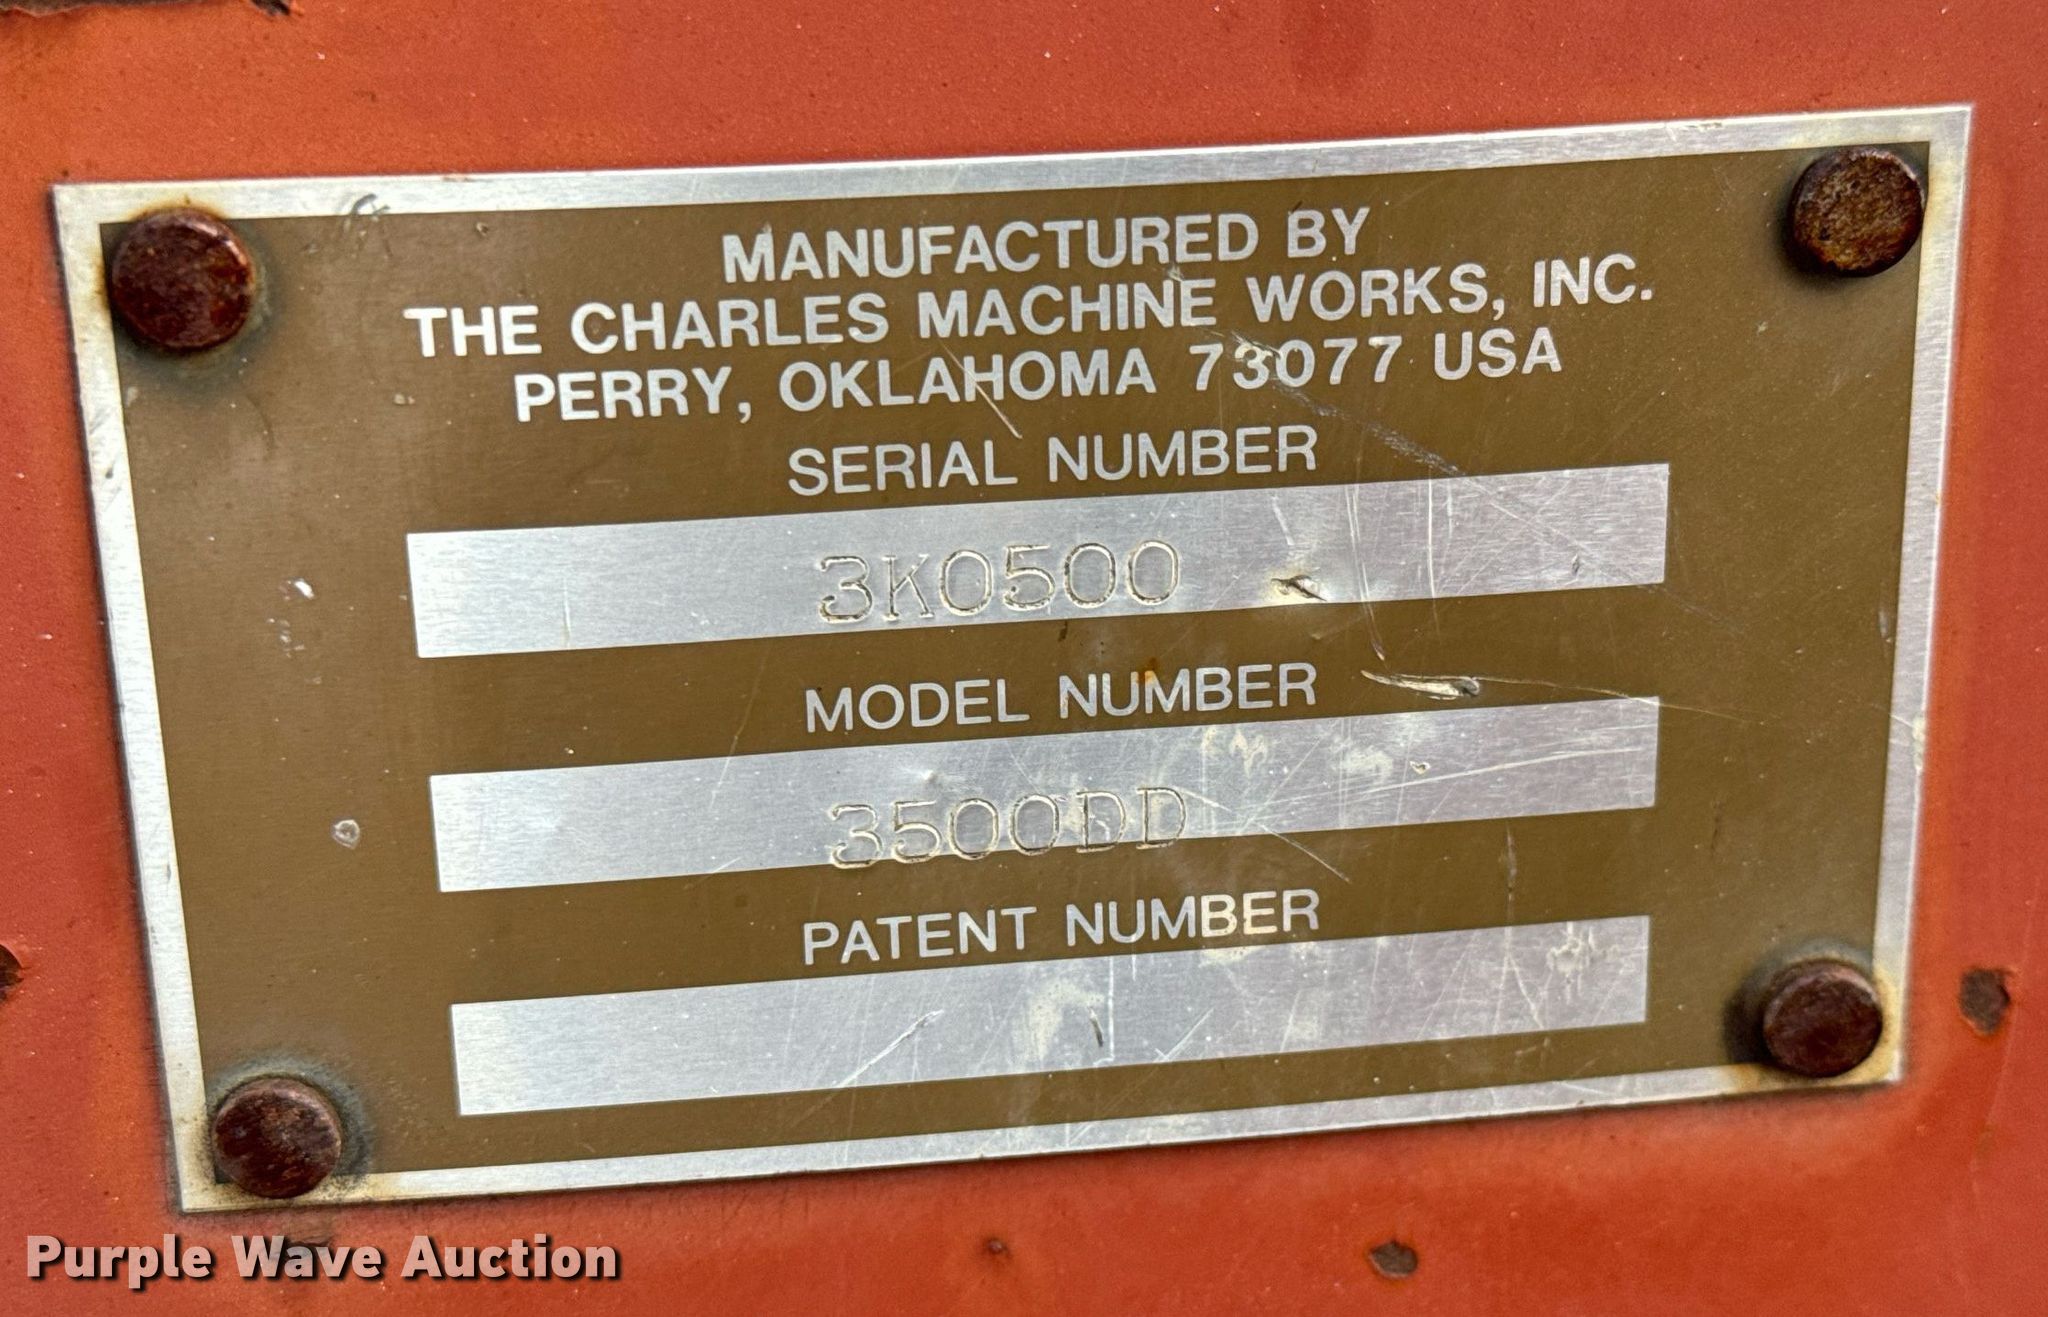 MANUFACTURED BY
THE CHARLES MACHINE WORKS, INC.
PERRY, OKLAHOMA 73077 USA
SERIAL NUMBER
3K0500
MODEL NUMBER
3500DD
PATENT NUMBER
Purple Wave Auction